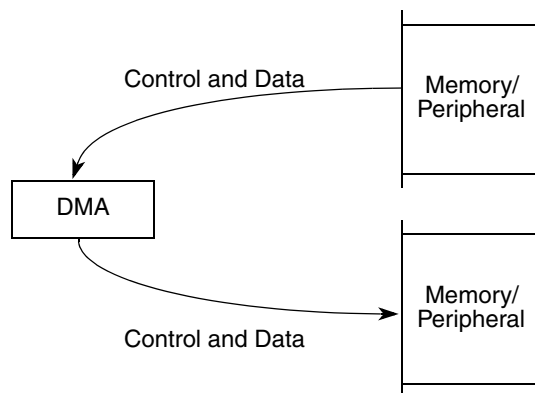 Control and Data
Memory/
Peripheral
DMA
Memory/
Peripheral
Control and Data